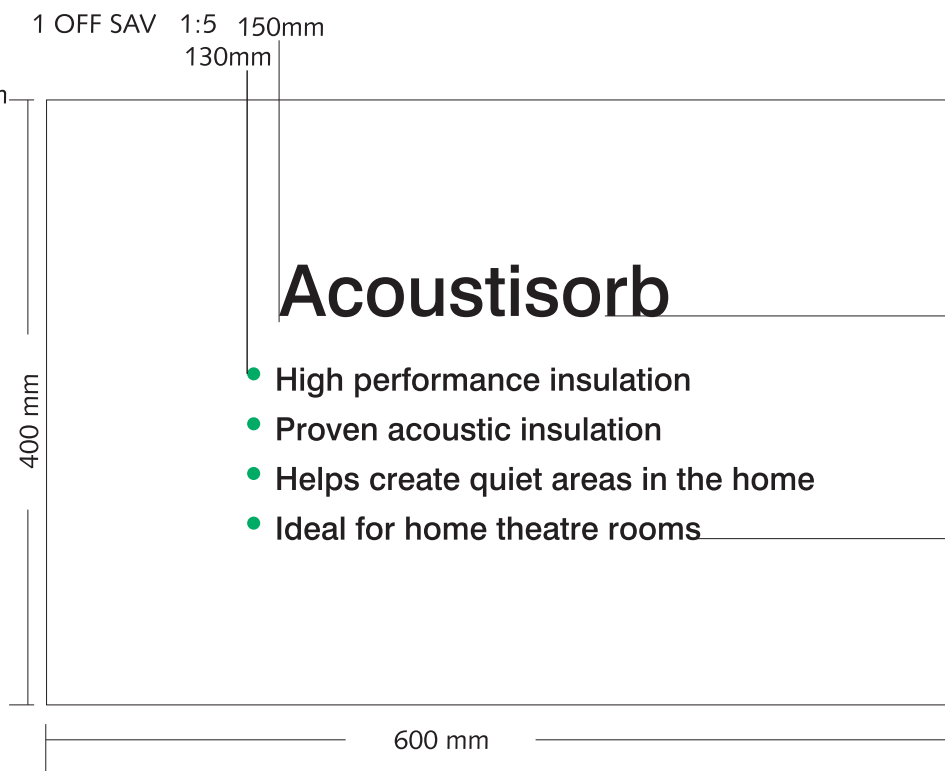 1 OFF SAV 1:5 150mm
130mm
Acoustisorb
High performance insulation
Proven acoustic insulation
Helps create quiet areas in the home
Ideal for home theatre rooms
400 mm
600 mm